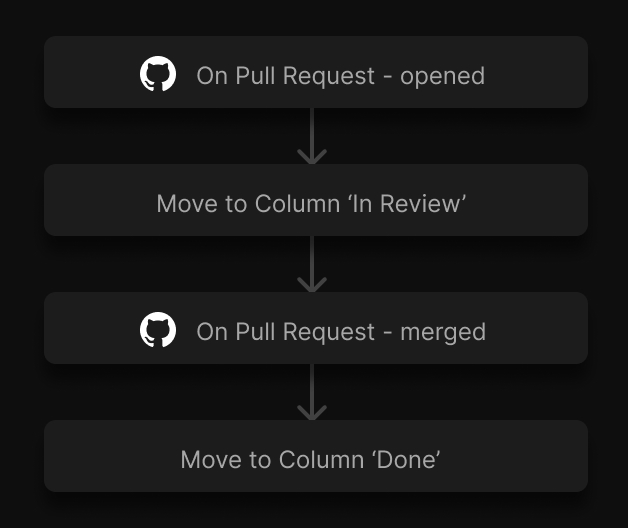 On Pull Request - opened
Move to Column ‘In Review’
On Pull Request - merged
Move to Column ‘Done’